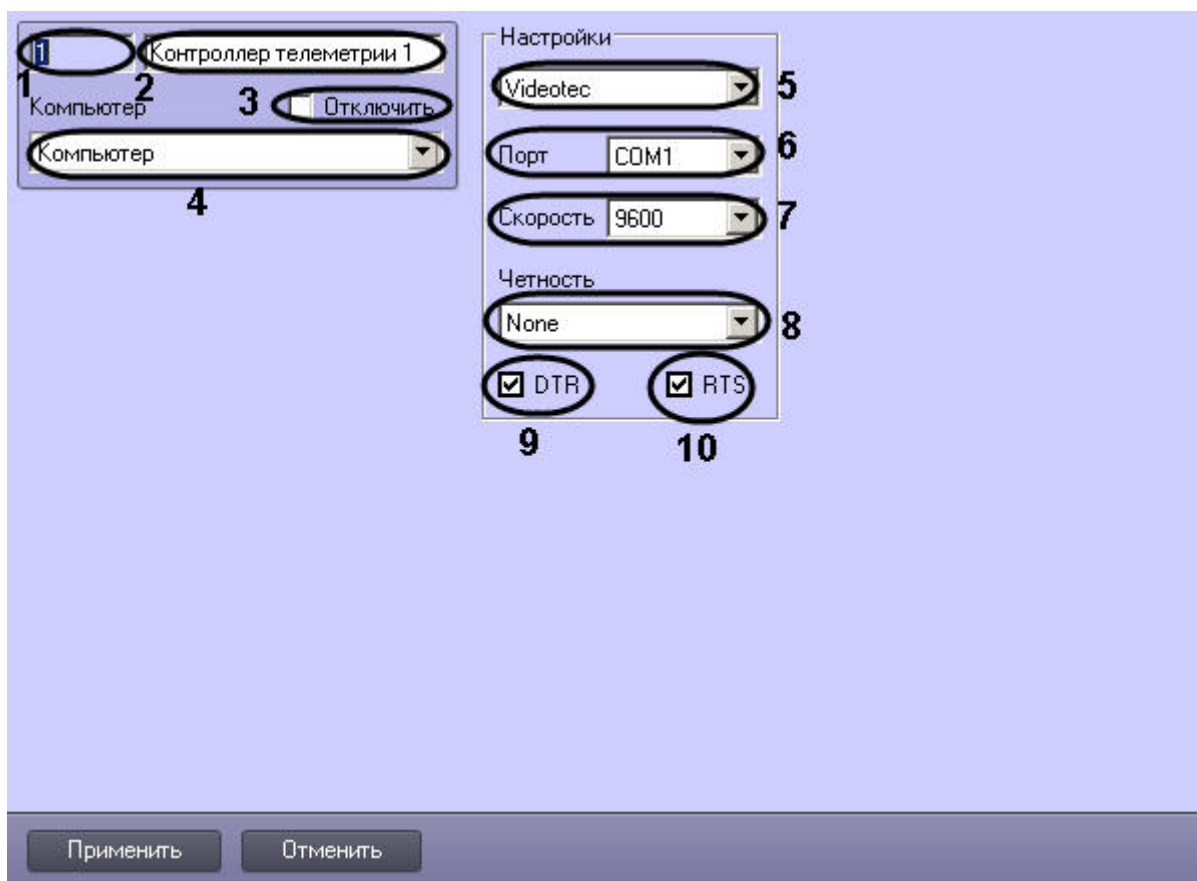 1 Контроллер телеметрии 1
1 2
Компьютер 3 Отключить
Компьютер
4
Настройки
Videotec 5
Порт COM1 6
Скорость 9600 7
Четность
None 8
DTR RTS
9 10
Применить Отменить